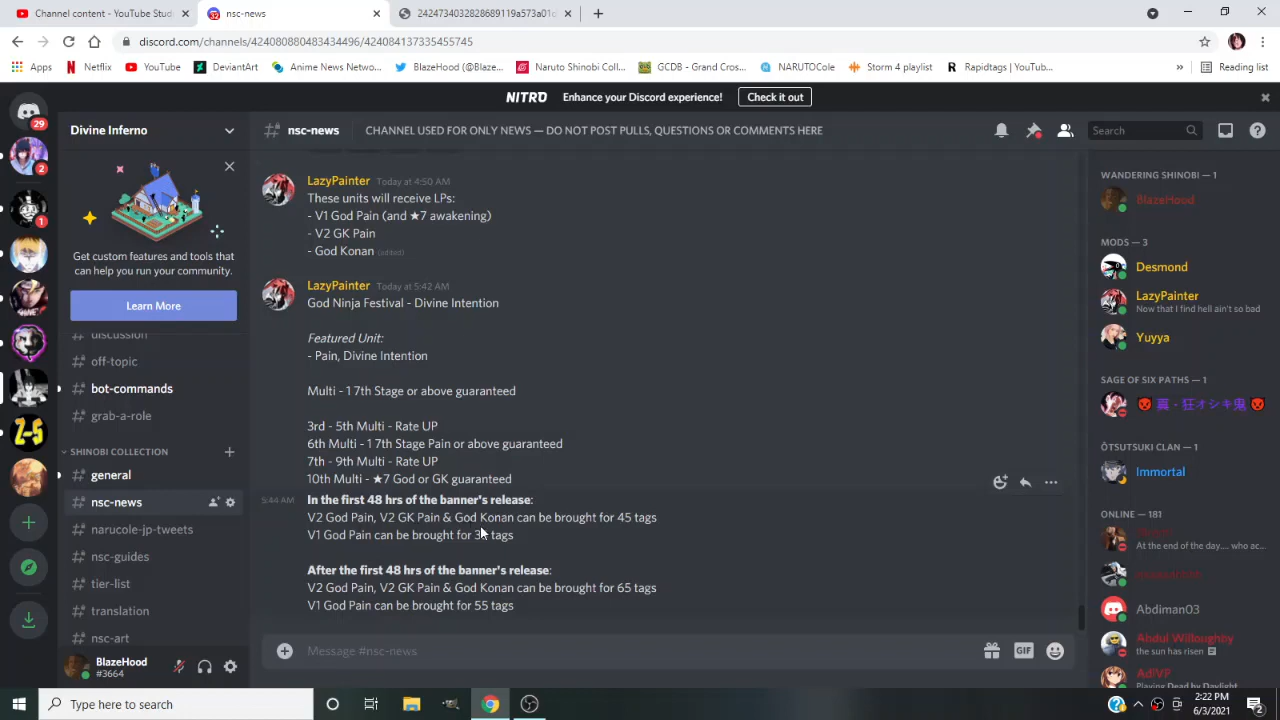 Channel content - YouTube Stud
nsc-news
2424734032828689119a573a01d
discord.com/channels/424080880483434496/424084137335455745
Apps
Netflix
YouTube
DeviantArt
Anime News Netwo...
BlazeHood (@Blaze...
Naruto Shinobi Coll...
GCDB - Grand Cros...
NARUTOCole
Storm 4 playlist
Rapidtags | YouTub...
»
Reading list
NITRO
Enhance your Discord experience!
Check it out
29
2
1
Divine Inferno
Get custom features and tools that
can help you run your community.
Learn More
# discussion
# off-topic
# bot-commands
# grab-a-role
SHINOBI COLLECTION
# general
# nsc-news
# narucole-jp-tweets
# nsc-guides
# tier-list
# translation
# nsc-art
BlazeHood
#3664
nsc-news
CHANNEL USED FOR ONLY NEWS — DO NOT POST PULLS, QUESTIONS OR COMMENTS HERE
Search
LazyPainter Today at 4:50 AM
These units will receive LPs:
- V1 God Pain (and ★7 awakening)
- V2 GK Pain
- God Konan (added)
LazyPainter Today at 5:42 AM
God Ninja Festival - Divine Intention
Featured Unit:
- Pain, Divine Intention
Multi - 1 7th Stage or above guaranteed
3rd - 5th Multi - Rate UP
6th Multi - 1 7th Stage Pain or above guaranteed
7th - 9th Multi - Rate UP
10th Multi - ★7 God or GK guaranteed
5:44 AM In the first 48 hrs of the banner's release:
V2 God Pain, V2 GK Pain & God Konan can be brought for 45 tags
V1 God Pain can be brought for tags
After the first 48 hrs of the banner's release:
V2 God Pain, V2 GK Pain & God Konan can be brought for 65 tags
V1 God Pain can be brought for 55 tags
Message #nsc-news
GIF
WANDERING SHINOBI — 1
BlazeHoud
MODS — 3
Desmond
LazyPainter
Now that I find hell ain't so bad
Yuyya
SAGE OF SIX PATHS — 1
ÔTSUTSUKI CLAN — 1
Immortal
ONLINE — 181
At the end of the day.... who ac...
Abdiman03
Abdul Willoughby
the sun has risen
AdiVP
Playing Dead by Daylight
Type here to search
2:22 PM
6/3/2021
2